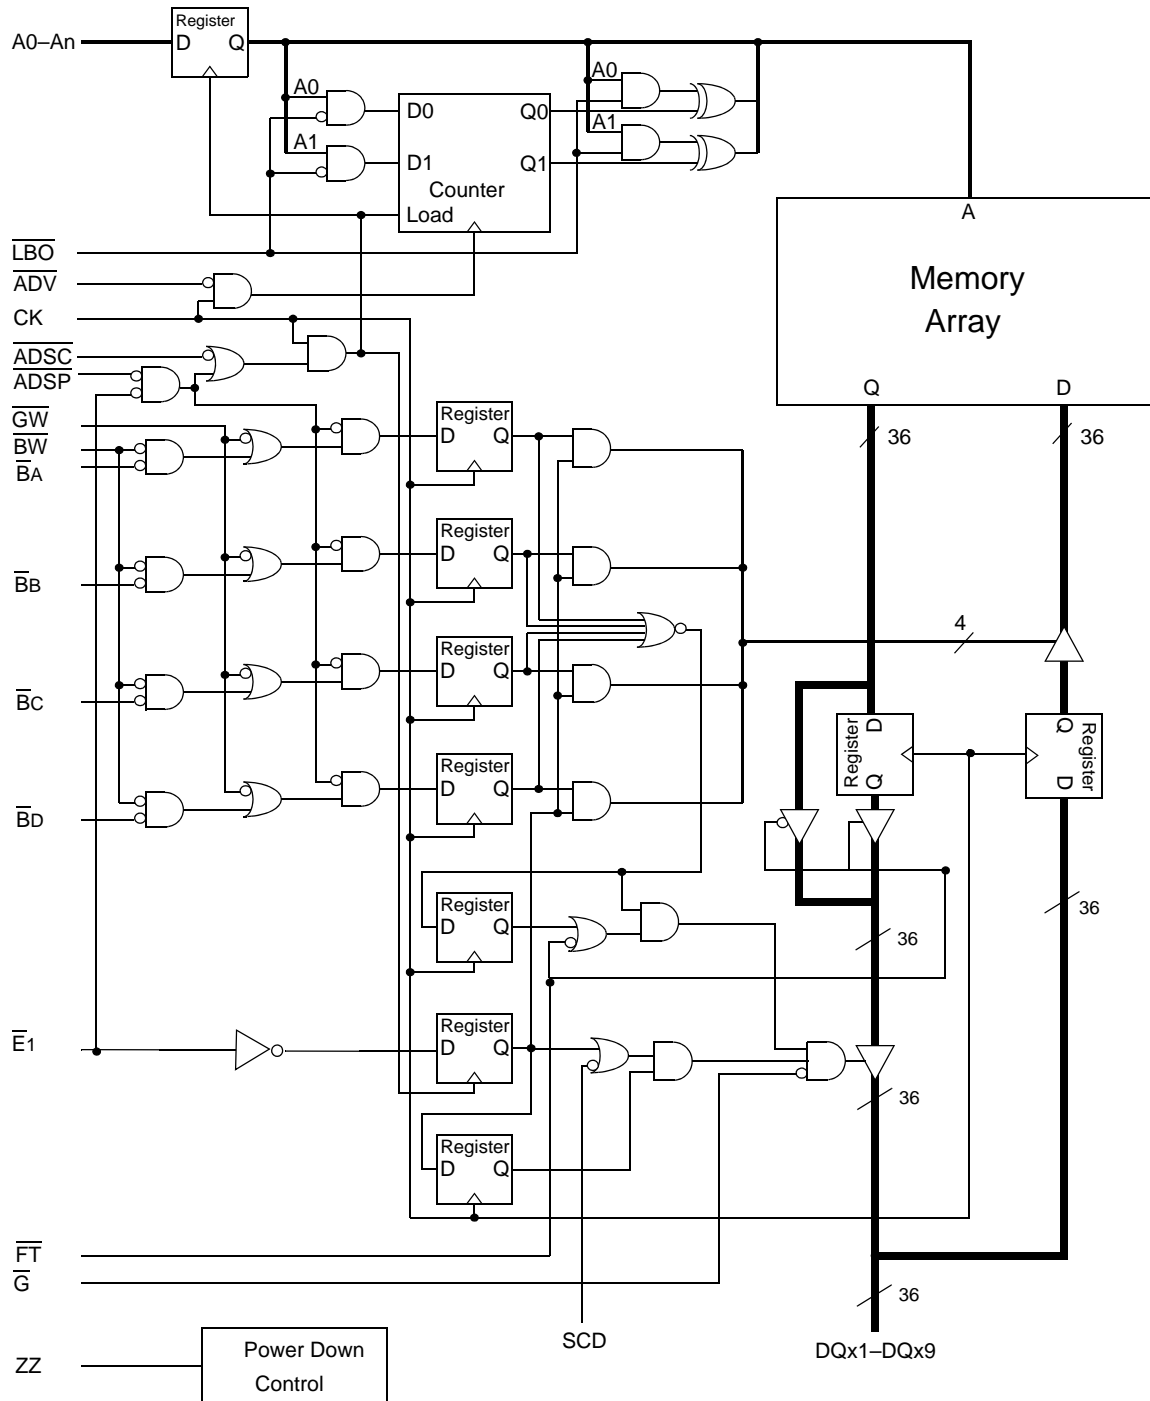 Register
A0–An
D Q
A0
A0
D0
Q0
A1
A1
D1
Q1
Counter
Load
A
LBO
ADV
Memory
CK
Array
ADSC
ADSP
Q
D
GW
Register
36
36
BW
D Q
BA
Register
D Q
BB
4
Register
D Q
BC
Register
D
Q
Q
D
Register
Register
D Q
BD
Register
36
D Q
36
Register
E1
D Q
36
Register
D Q
FT
G
36
SCD
DQx1–DQx9
Power Down
ZZ
Control